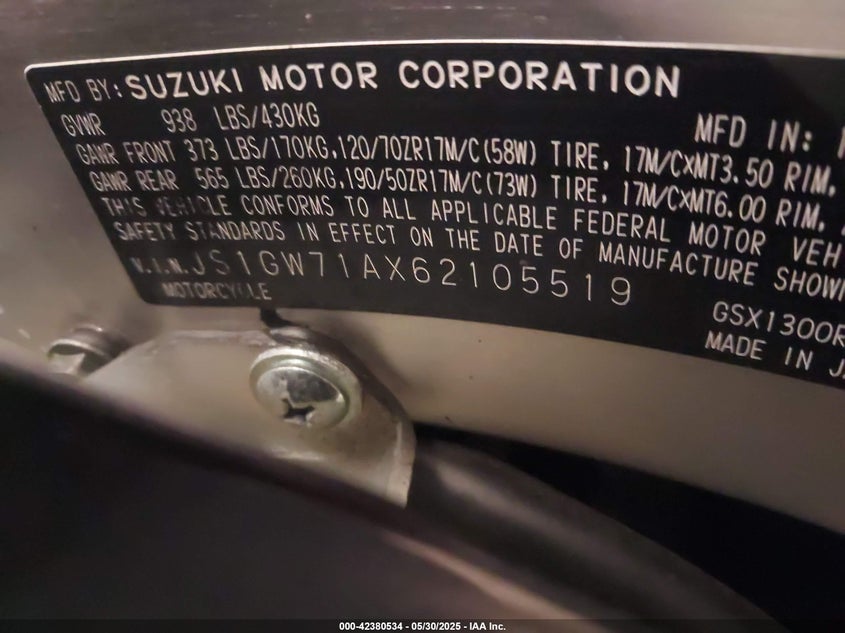 MFD BY: SUZUKI MOTOR CORPORATION
GVWR 938 LBS/430KG MFD IN:
GAWR FRONT 373 LBS/170KG,120/70ZR17M/C(58W) TIRE, 17M/CXMT3.50 RIM,
GAWR REAR 565 LBS/260KG,190/50ZR17M/C(73W) TIRE, 17M/CXMT6.00 RIM,
THIS VEHICLE CONFORMS TO ALL APPLICABLE FEDERAL MOTOR VEH
SAFETY STANDARDS IN EFFECT ON THE DATE OF MANUFACTURE SHOWN
V.I.N. JS1GW71AX62105519 GSX1300R
MOTORCYCLE MADE IN JA
000-42380534 - 05/30/2025 - IAA Inc.